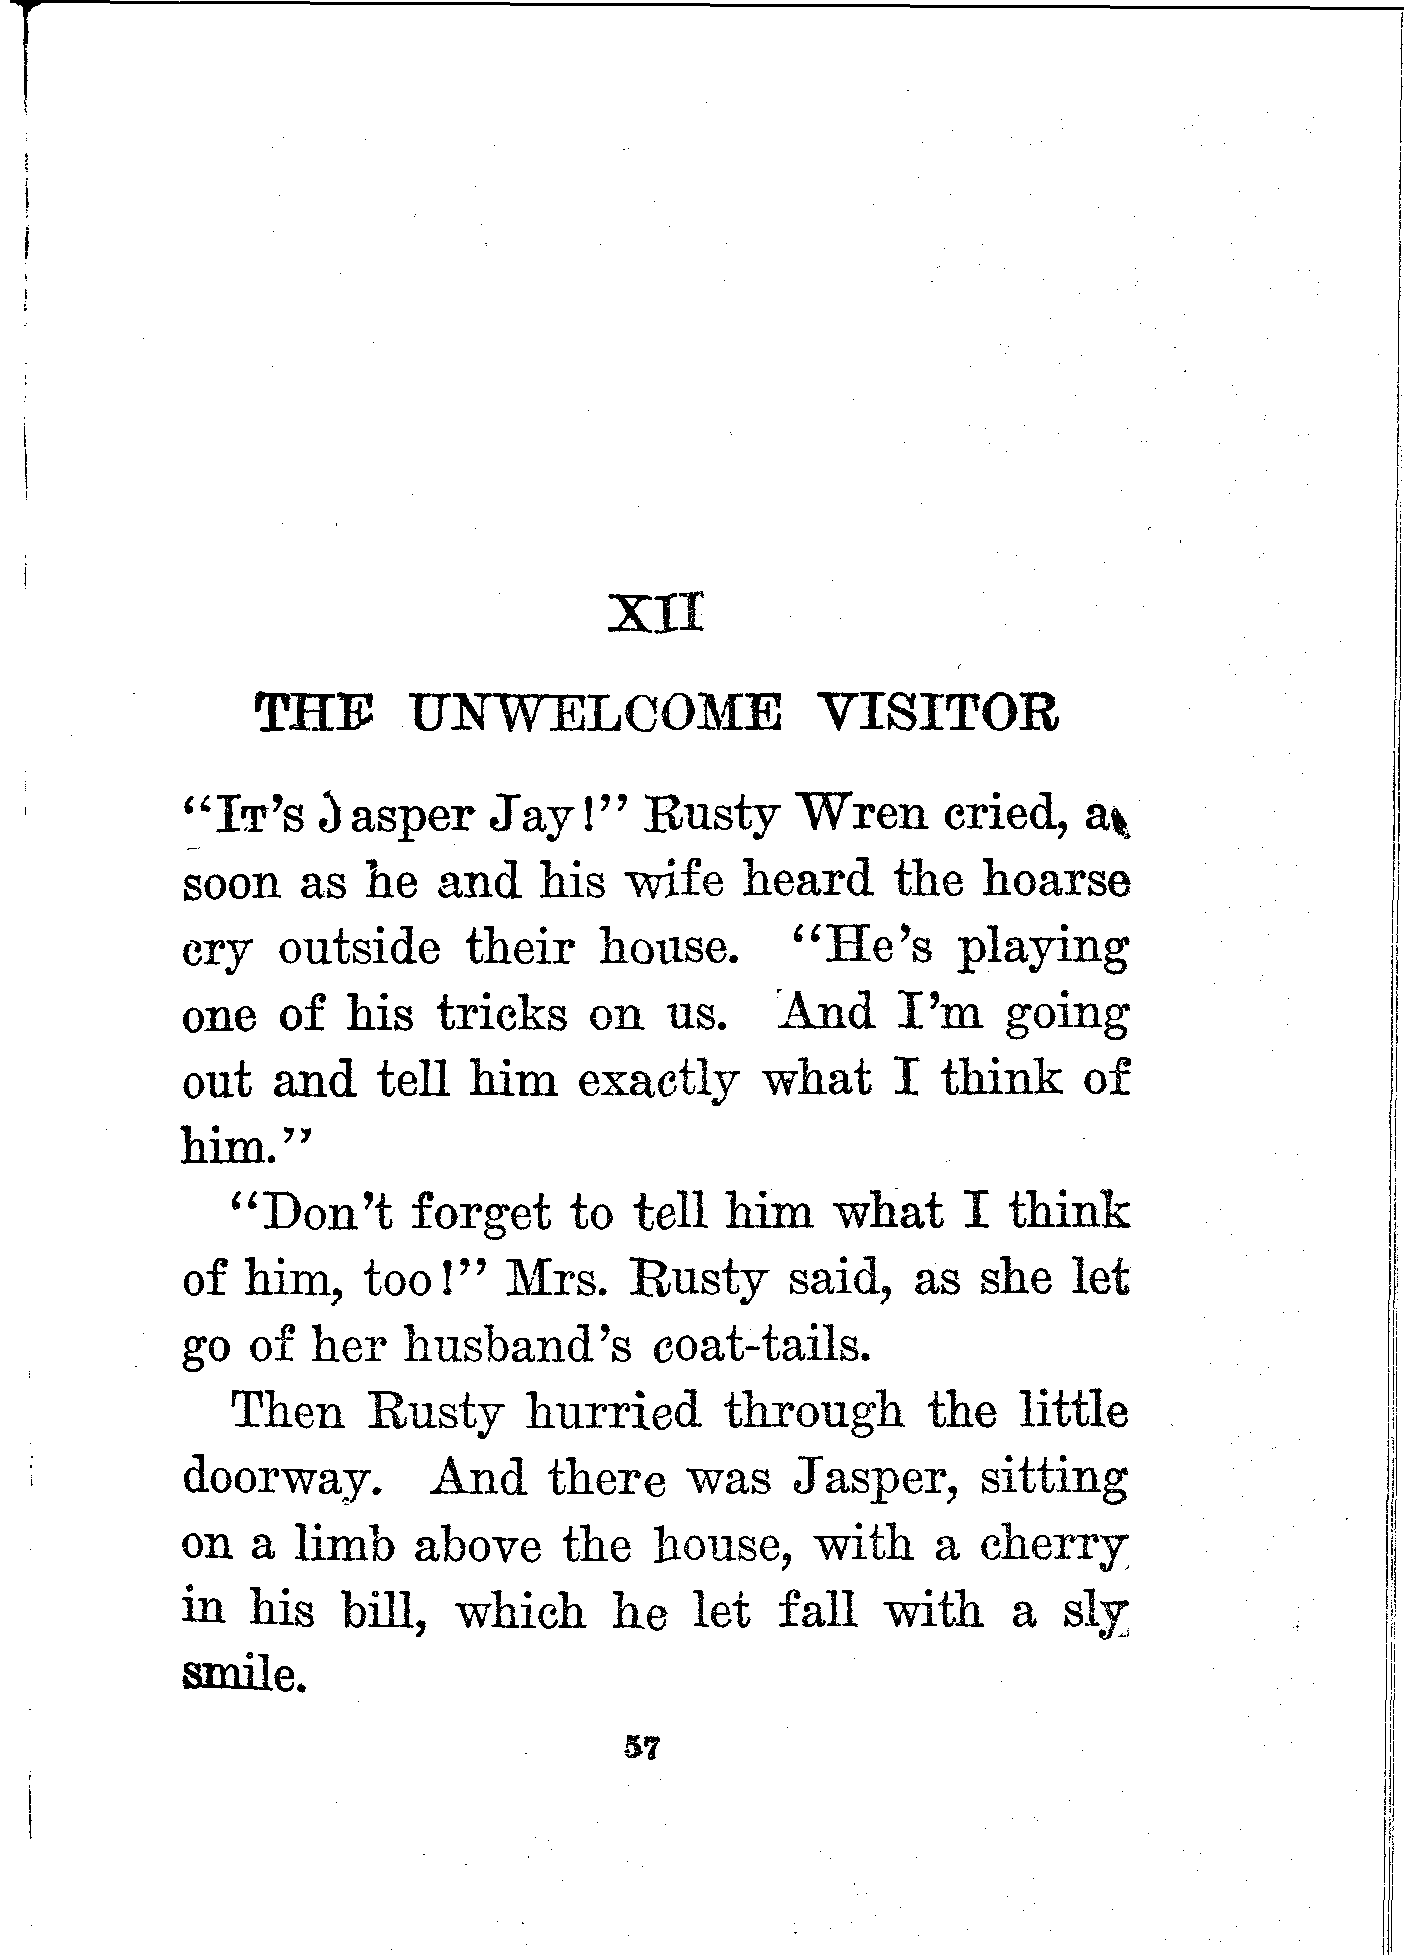 XII
THE UNWELCOME VISITOR
"IT's Jasper Jay!" Rusty Wren cried, as
soon as he and his wife heard the hoarse
cry outside their house. "He's playing
one of his tricks on us. And I'm going
out and tell him exactly what I think of
him."
"Don't forget to tell him what I think
of him, too!" Mrs. Rusty said, as she let
go of her husband's coat-tails.
Then Rusty hurried through the little
doorway. And there was Jasper, sitting
on a limb above the house, with a cherry
in his bill, which he let fall with a sly
smile.
57